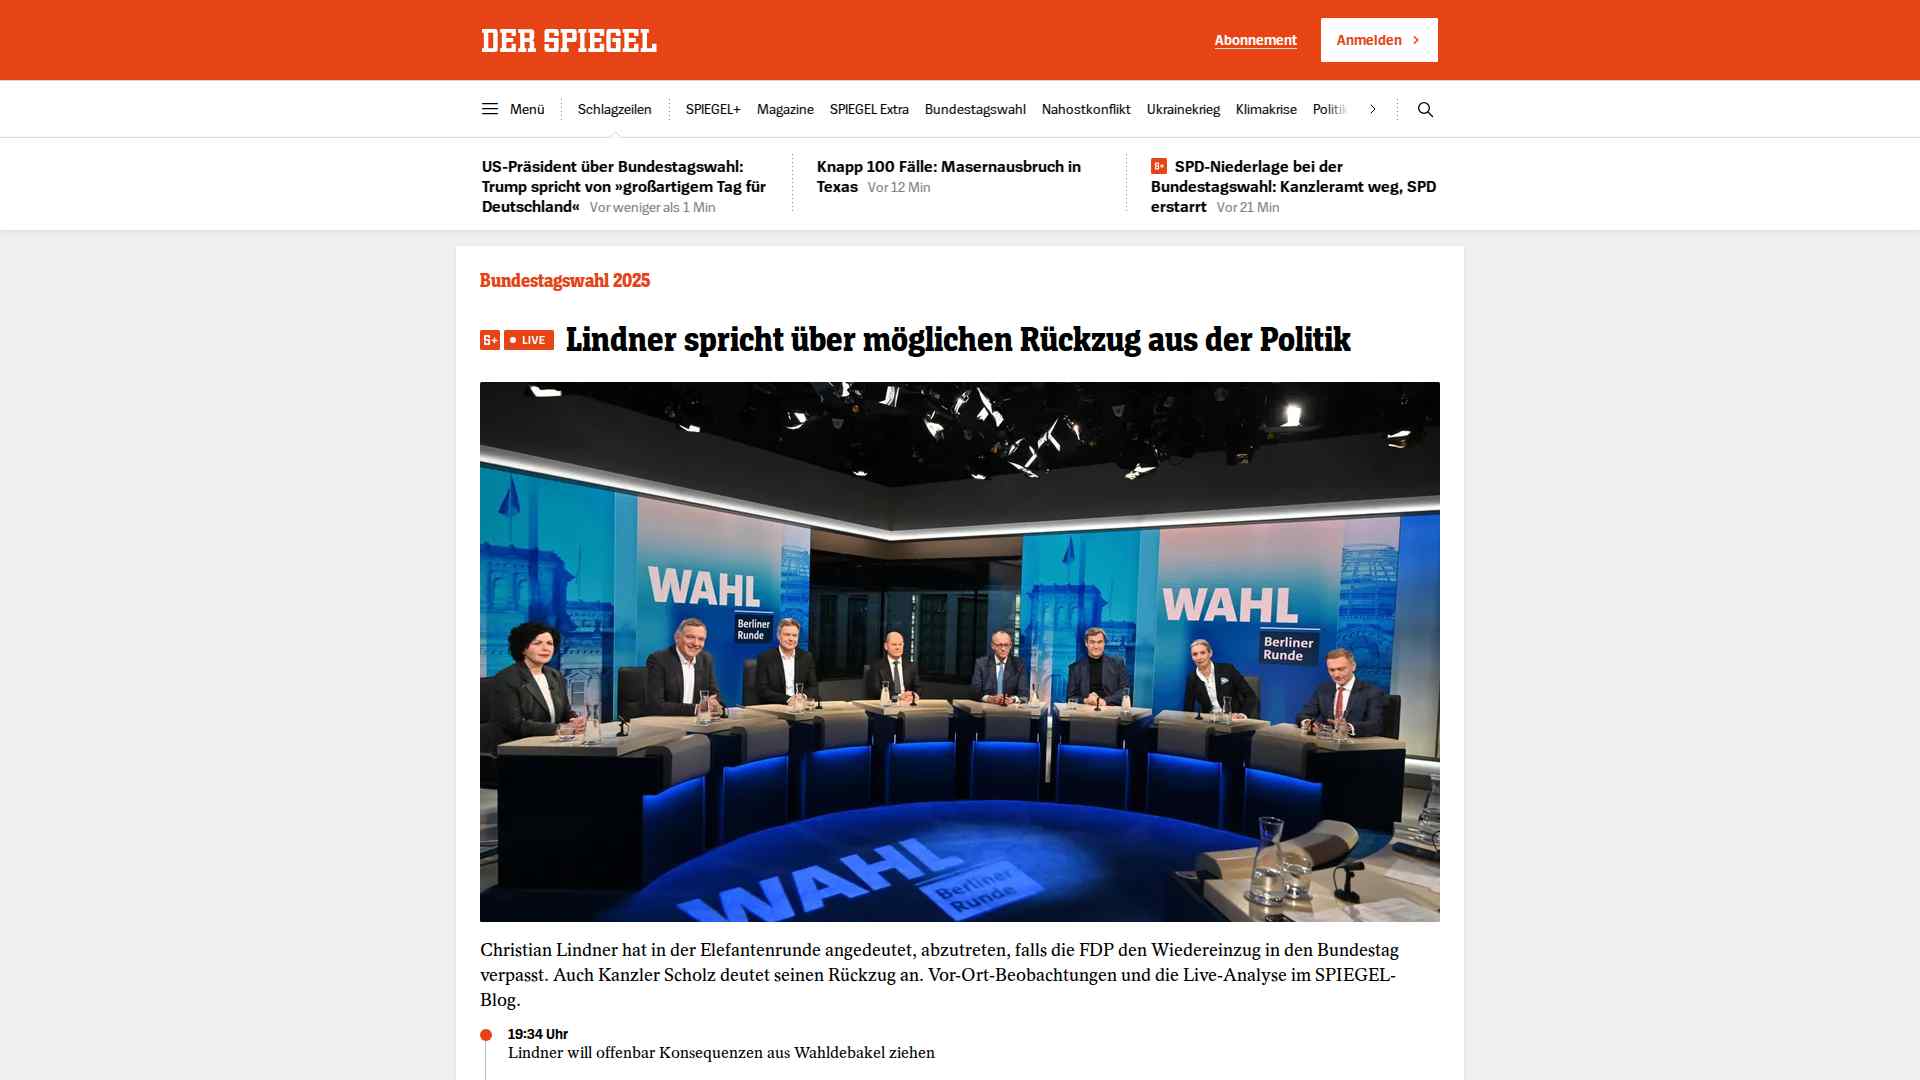 DER SPIEGEL
Abonnement
Anmelden
Menü
Schlagzeilen
SPIEGEL+
Magazine
SPIEGEL Extra
Bundestagswahl
Nahostkonflikt
Ukrainekrieg
Klimakrise
Politik
US-Präsident über Bundestagswahl:
Trump spricht von »großartigem Tag für
Deutschland« Vor weniger als 1 Min
Knapp 100 Fälle: Masernausbruch in
Texas Vor 12 Min
S+ SPD-Niederlage bei der
Bundestagswahl: Kanzleramt weg, SPD
erstarrt Vor 21 Min
Bundestagswahl 2025
S+ LIVE Lindner spricht über möglichen Rückzug aus der Politik
WAHL
Berliner
Runde
WAHL
Berliner
Runde
WAHL
Berliner
Runde
Christian Lindner hat in der Elefantenrunde angedeutet, abzutreten, falls die FDP den Wiedereinzug in den Bundestag
verpasst. Auch Kanzler Scholz deutet seinen Rückzug an. Vor-Ort-Beobachtungen und die Live-Analyse im SPIEGEL-
Blog.
19:34 Uhr
Lindner will offenbar Konsequenzen aus Wahldebakel ziehen